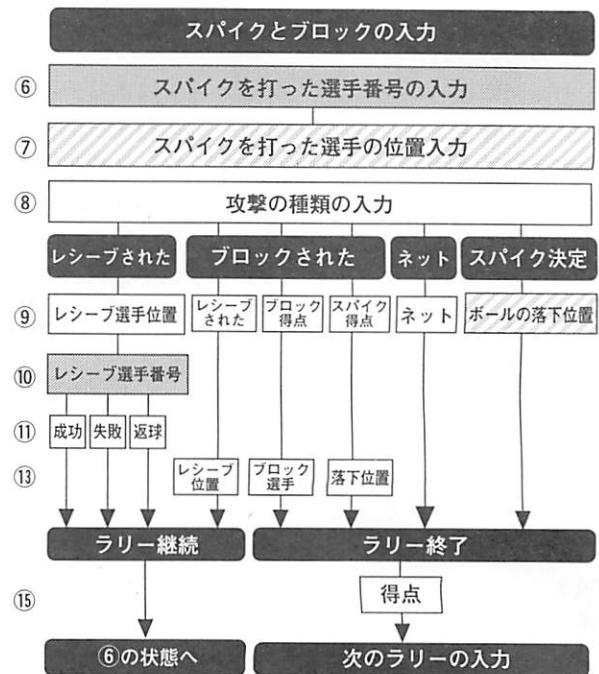 スパイクとブロックの入力
⑥ スパイクを打った選手番号の入力
⑦ スパイクを打った選手の位置入力
⑧ 攻撃の種類の入力
レシーブされた ブロックされた ネット スパイク決定
⑨ レシーブ選手位置 レシーブされた ブロック得点 スパイク得点 ネット ボールの落下位置
⑩ レシーブ選手番号
⑪ 成功 失敗 返球
⑬ レシーブ位置 ブロック選手 落下位置
ラリー継続 ラリー終了
⑮ 得点
⑥の状態へ 次のラリーの入力